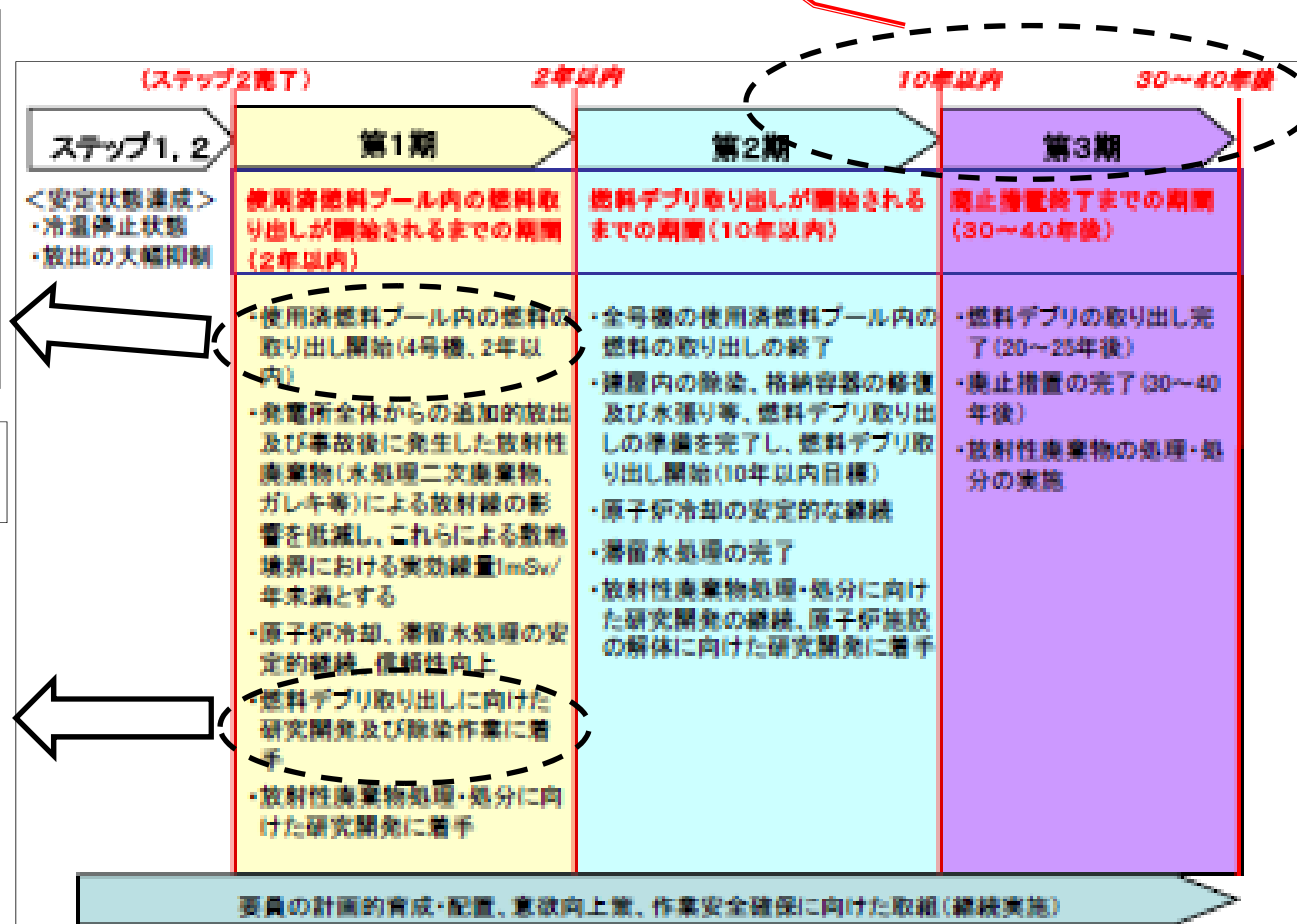 (ステップ2完了)
2年以内
10年以内
30～40年後
ステップ1, 2
第1期
第2期
第3期
＜安定状態達成＞
・冷温停止状態
・放出の大幅抑制
使用済燃料プール内の燃料取
り出しが開始されるまでの期間
(2年以内)
燃料デブリ取り出しが開始される
までの期間(10年以内)
廃止措置終了までの期間
(30～40年後)
・使用済燃料プール内の燃料の
取り出し開始(4号機、2年以
内)
・発電所全体からの追加的放出
及び事故後に発生した放射性
廃棄物(水処理二次廃棄物、
ガレキ等)による放射線の影
響を低減し、これらによる敷地
境界における実効線量1mSv/
年未満とする
・原子炉冷却、滞留水処理の安
定的継続、信頼性向上
・燃料デブリ取り出しに向けた
研究開発及び除染作業に着
手
・放射性廃棄物処理・処分に向
けた研究開発に着手
・全号機の使用済燃料プール内の
燃料の取り出しの終了
・建屋内の除染、格納容器の修復
及び水張り等、燃料デブリ取り出
しの準備を完了し、燃料デブリ取
り出し開始(10年以内目標)
・原子炉冷却の安定的な継続
・滞留水処理の完了
・放射性廃棄物処理・処分に向け
た研究開発の継続、原子炉施設
の解体に向けた研究開発に着手
・燃料デブリの取り出し完
了(20～25年後)
・廃止措置の完了(30～40
年後)
・放射性廃棄物の処理・処
分の実施
要員の計画的育成・配置、意欲向上策、作業安全確保に向けた取組(継続実施)